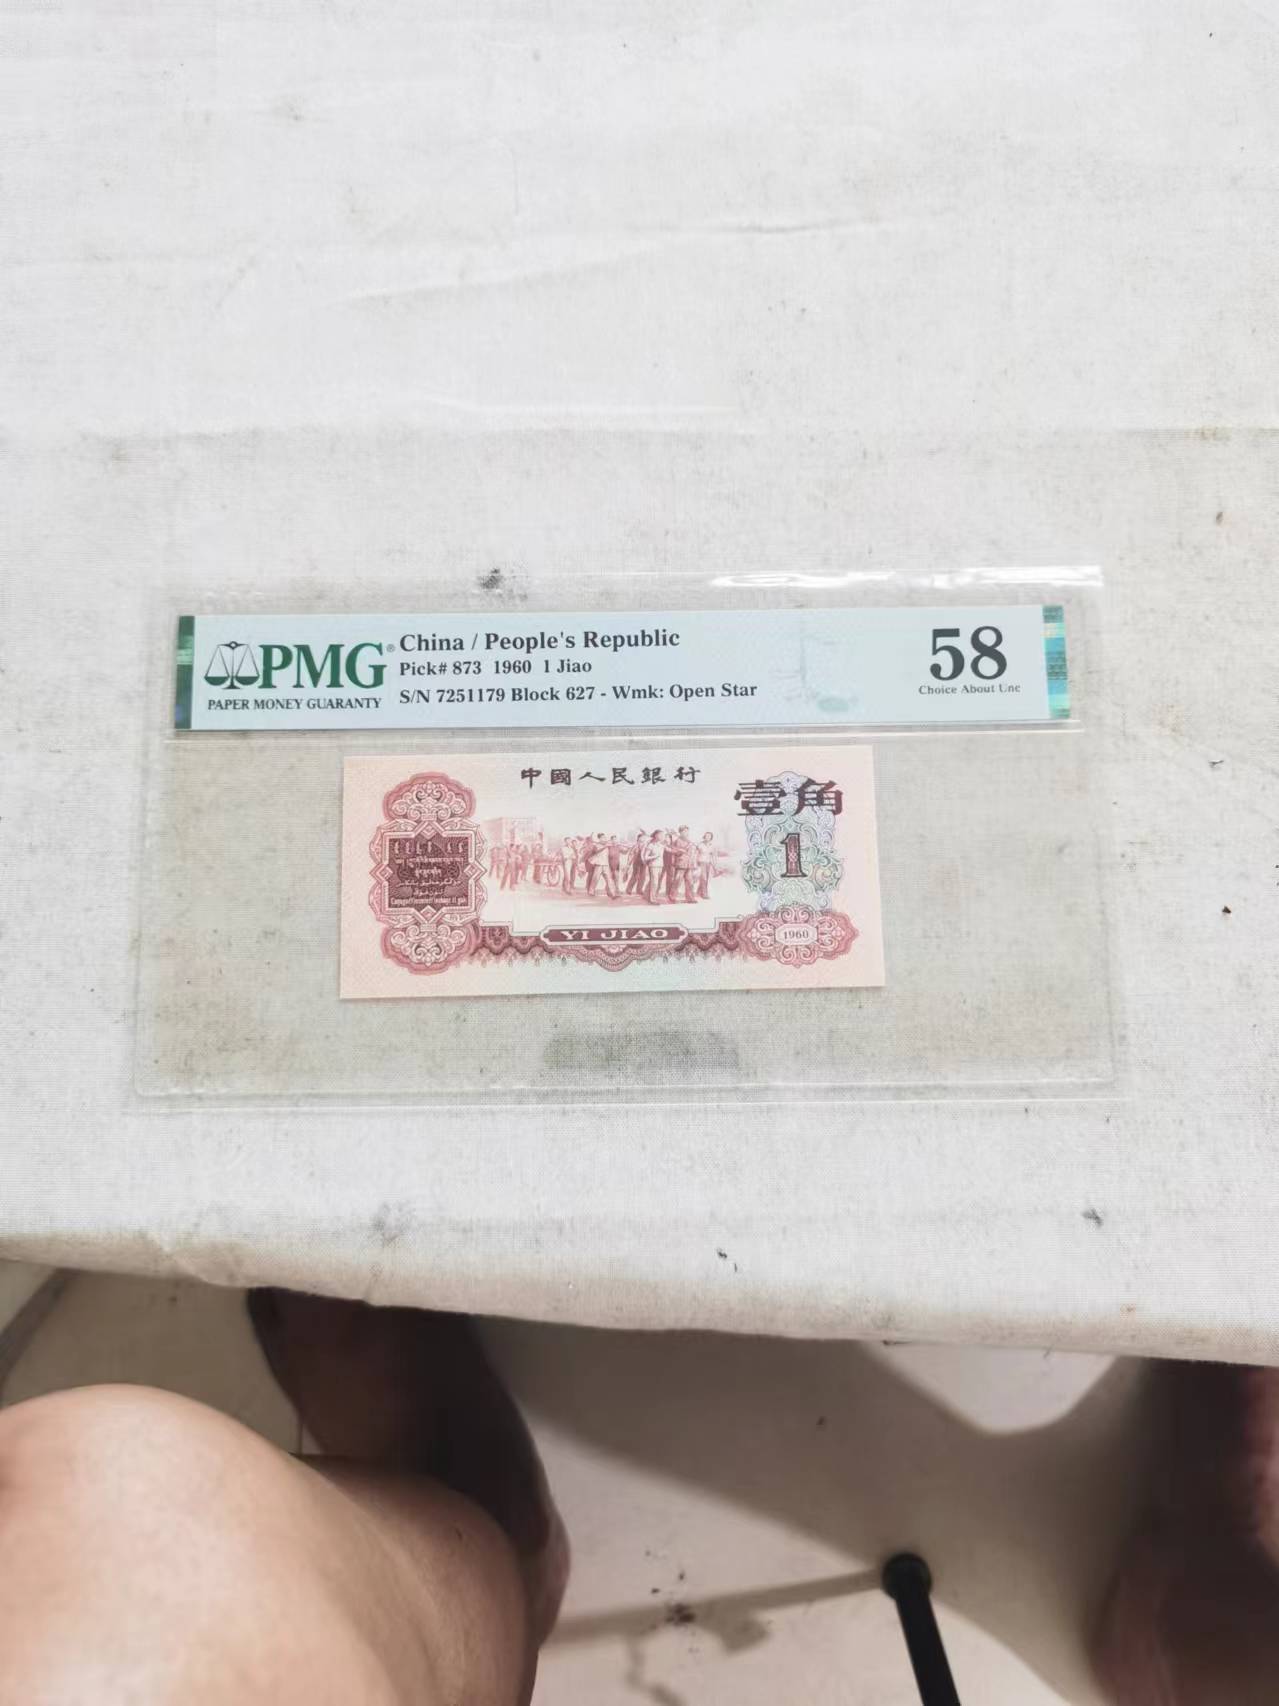 PMG®
PAPER MONEY GUARANTY
China / People's Republic
Pick# 873 1960 1 Jiao
S/N 7251179 Block 627 - Wmk: Open Star
58
Choice About Unc
中國人民銀行
壹角
1
YI JIAO
1960